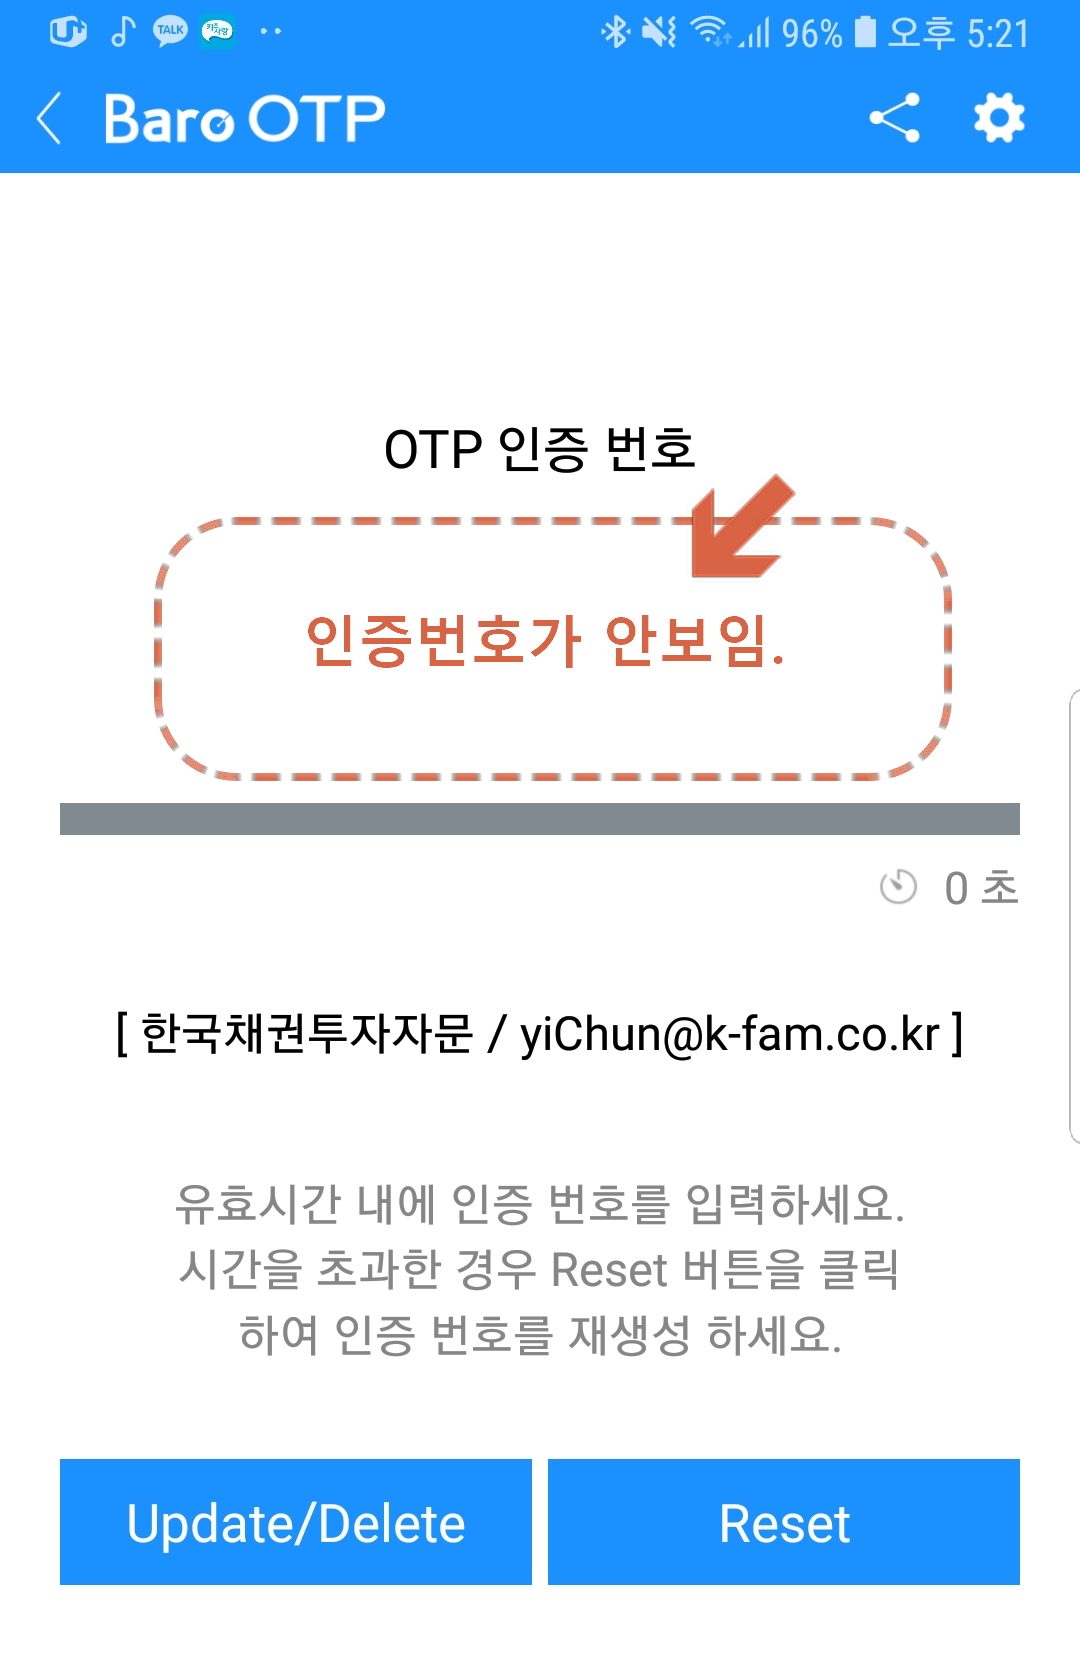 TALK 키즈자랑 96% 오후 5:21
Baro OTP
OTP 인증 번호
인증번호가 안보임.
0 초
[ 한국채권투자자문 / yiChun@k-fam.co.kr ]
유효시간 내에 인증 번호를 입력하세요.
시간을 초과한 경우 Reset 버튼을 클릭
하여 인증 번호를 재생성 하세요.
Update/Delete Reset